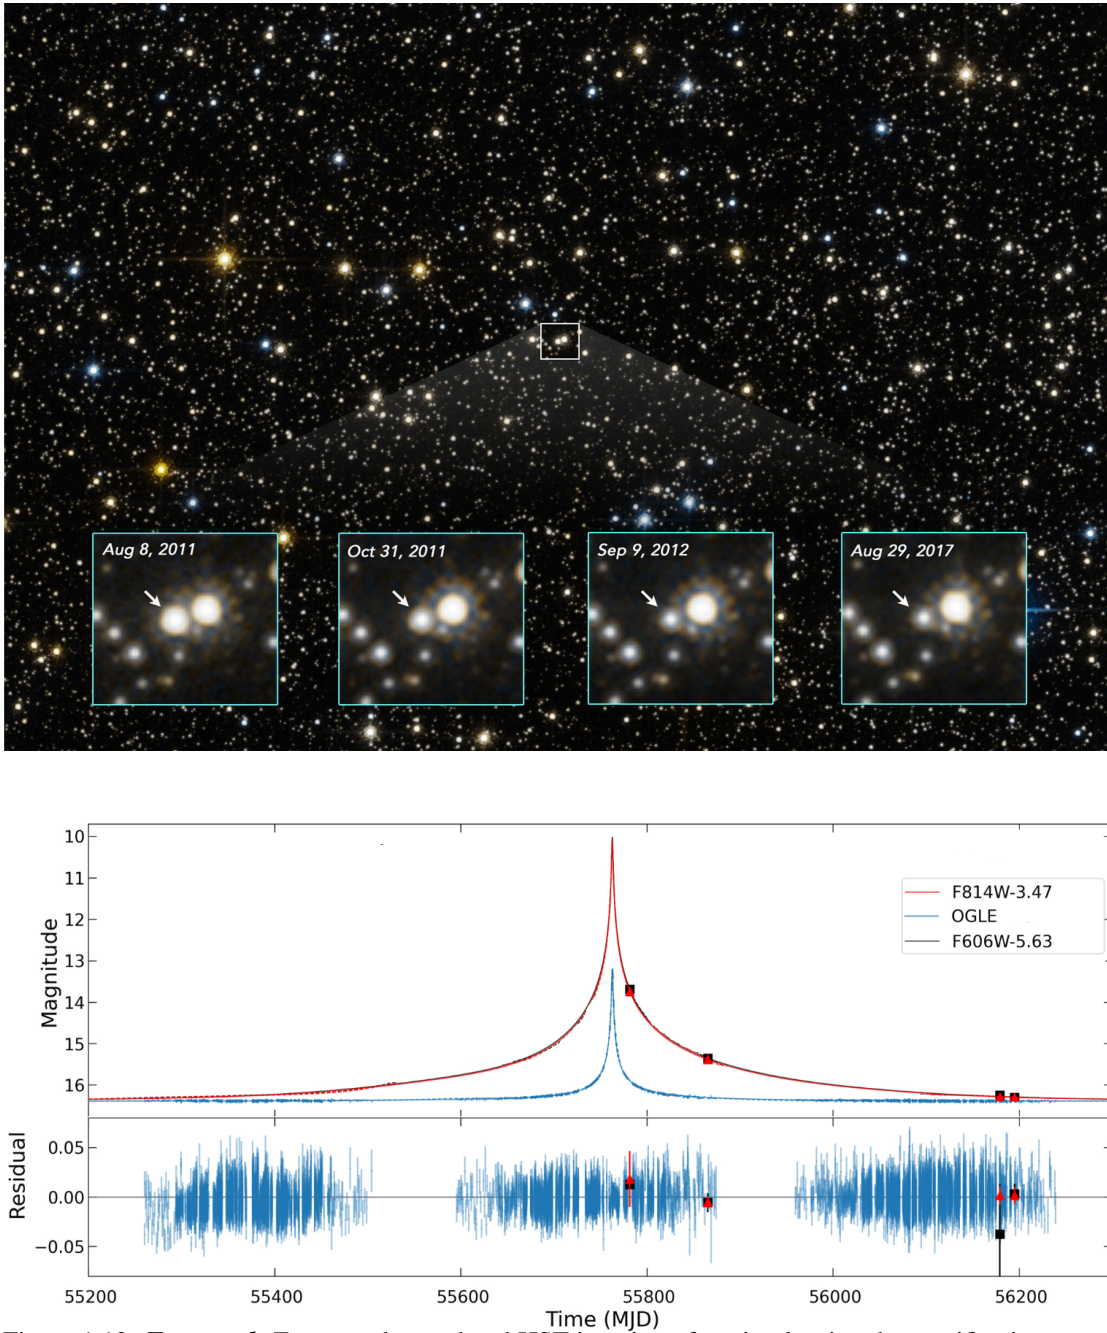 Aug 8, 2011
Oct 31, 2011
Sep 9, 2012
Aug 29, 2017
10
11
12
13
14
15
16
Magnitude
F814W-3.47
OGLE
F606W-5.63
0.05
0.00
−0.05
Residual
55200
55400
55600
55800
56000
56200
Time (MJD)